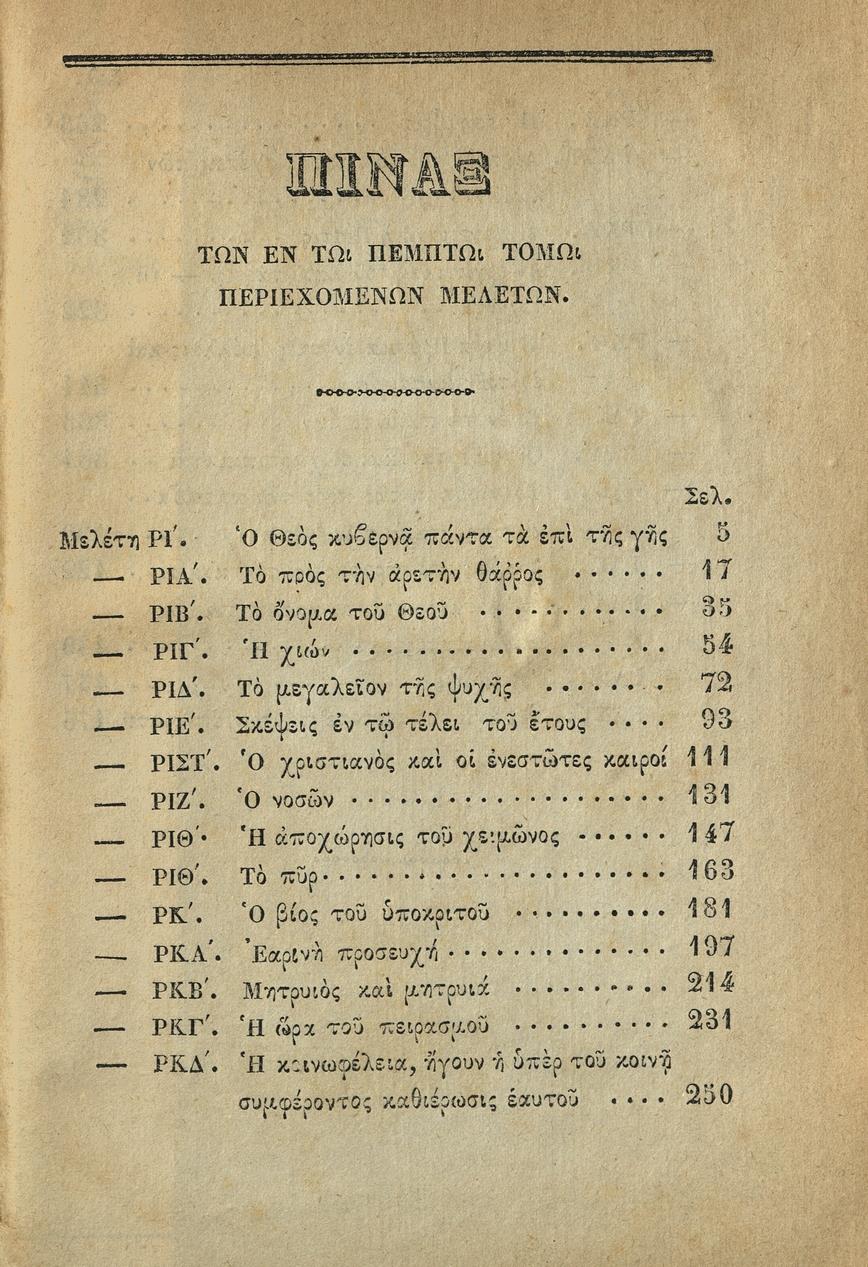 ΠΙΝΑΞ
ΤΩΝ ΕΝ ΤΩι ΠΕΜΠΤΩι ΤΟΜΩι
ΠΕΡΙΕΧΟΜΕΝΩΝ ΜΕΛΕΤΩΝ.
Σελ.
Μελέτη ΡΙ΄. Ὁ Θεὸς κυϐερνᾷ πάντα τὰ ἐπὶ τῆς γῆς 5
— ΡΙΑ΄. Τὸ πρὸς τὴν ἀρετὴν θάῤῥος ······ 17
— ΡΙΒ΄. Τὸ ὄνομα τοῦ Θεοῦ ············ 35
— ΡΙΓ΄. Ἡ χιών ···················· 54
— ΡΙΔ΄. Τὸ μεγαλεῖον τῆς ψυχῆς ······· 72
— ΡΙΕ΄. Σκέψεις ἐν τῷ τέλει τοῦ ἔτους ···· 93
— ΡΙΣΤ΄. Ὁ χριστιανὸς καὶ οἱ ἐνεστῶτες καιροί 111
— ΡΙΖ΄. Ὁ νοσῶν ···················· 131
— ΡΙΘ΄· Ἡ ἀποχώρησις τοῦ χειμῶνος ······ 147
— ΡΙΘ΄. Τὸ πῦρ ······················ 163
— ΡΚ΄. Ὁ βίος τοῦ ὑποκριτοῦ ·········· 181
— ΡΚΑ΄. Ἐαρινὴ προσευχή ·············· 197
— ΡΚΒ΄. Μητρυιὸς καὶ μητρυιά ·········· 214
— ΡΚΓ΄. Ἡ ὥρα τοῦ πειρασμοῦ ·········· 231
— ΡΚΔ΄. Ἡ κοινωφέλεια, ἤγουν ἡ ὑπὲρ τοῦ κοινῇ
συμφέροντος καθιέρωσις ἑαυτοῦ ···· 250